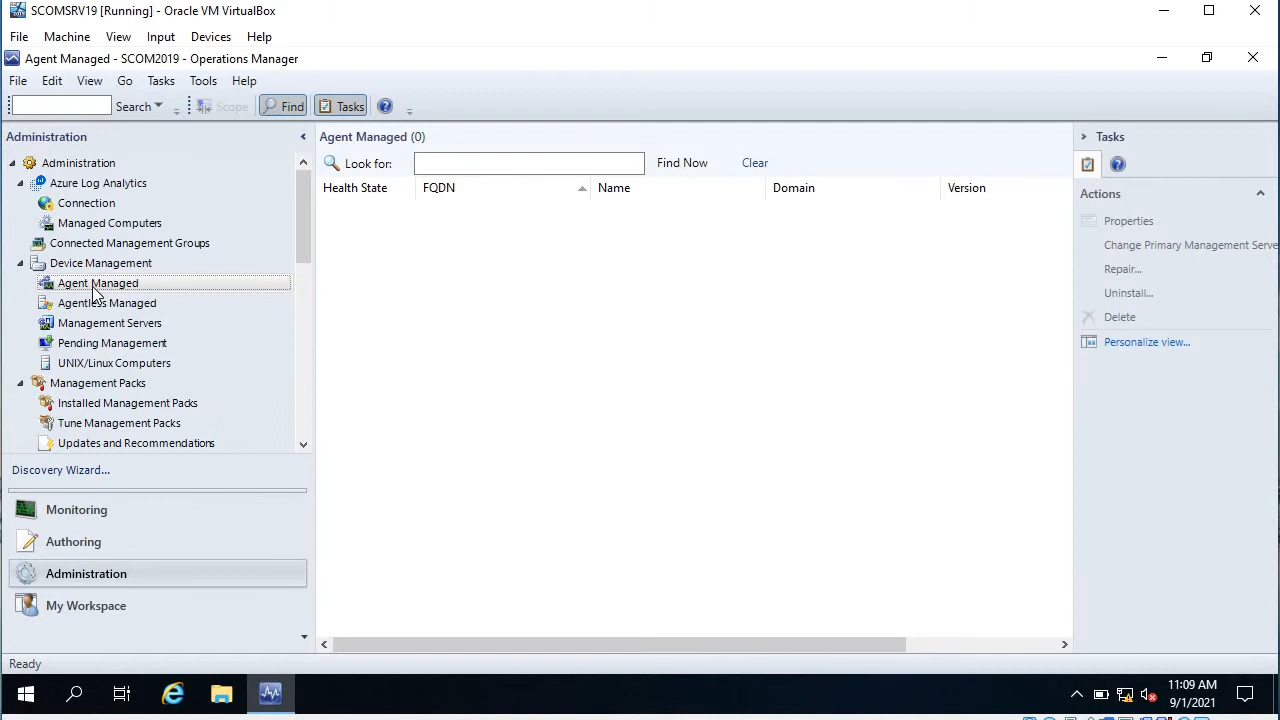 SCOMSRV19 [Running] - Oracle VM VirtualBox
File Machine View Input Devices Help
Agent Managed - SCOM2019 - Operations Manager
File Edit View Go Tasks Tools Help
Search Scope Find Tasks
Administration
Administration
Azure Log Analytics
Connection
Managed Computers
Connected Management Groups
Device Management
Agent Managed
Agentless Managed
Management Servers
Pending Management
UNIX/Linux Computers
Management Packs
Installed Management Packs
Tune Management Packs
Updates and Recommendations
Discovery Wizard...
Monitoring
Authoring
Administration
My Workspace
Agent Managed (0)
Look for: Find Now Clear
Health State FQDN Name Domain Version
Tasks
Actions
Properties
Change Primary Management Serve
Repair...
Uninstall...
Delete
Personalize view...
Ready
11:09 AM
9/1/2021